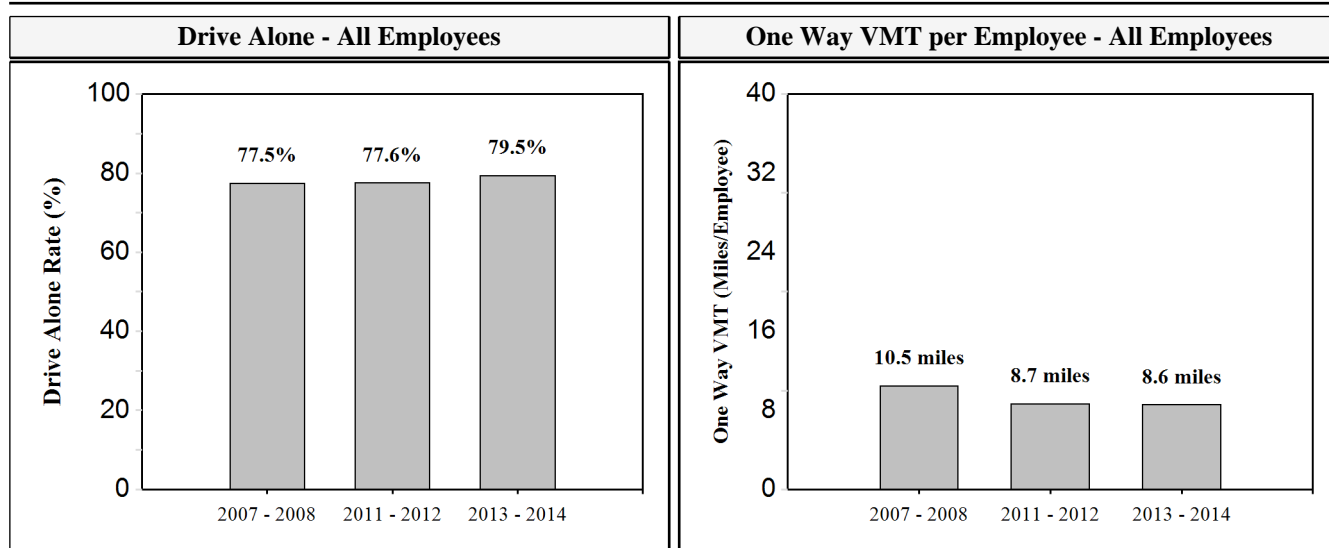 Drive Alone - All Employees
Drive Alone Rate (%)
100
80
60
40
20
0
77.5%
77.6%
79.5%
2007 - 2008
2011 - 2012
2013 - 2014
One Way VMT per Employee - All Employees
One Way VMT (Miles/Employee)
40
32
24
16
8
0
10.5 miles
8.7 miles
8.6 miles
2007 - 2008
2011 - 2012
2013 - 2014